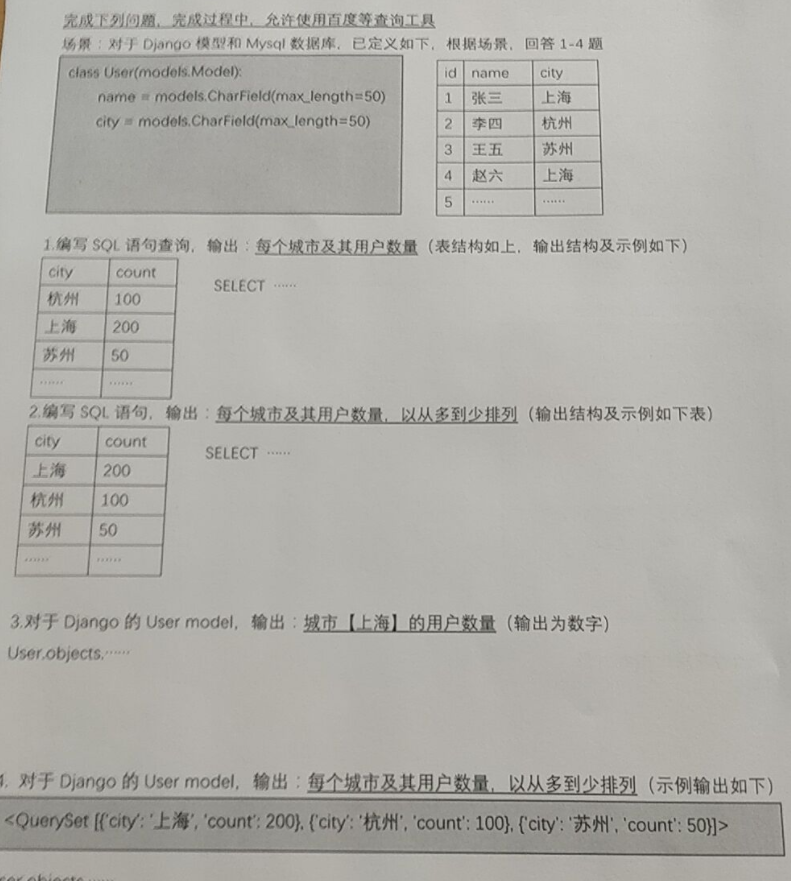 完成下列问题，完成过程中，允许使用百度等查询工具
场景：对于 Django 模型和 Mysql 数据库，已定义如下，根据场景，回答 1-4 题
class User(models.Model):
name = models.CharField(max_length=50)
city = models.CharField(max_length=50)
id name city
1 张三 上海
2 李四 杭州
3 王五 苏州
4 赵六 上海
5 …… ……
1.编写 SQL 语句查询，输出：每个城市及其用户数量（表结构如上，输出结构及示例如下）
city count
杭州 100
上海 200
苏州 50
…… ……
SELECT ……
2.编写 SQL 语句，输出：每个城市及其用户数量，以从多到少排列（输出结构及示例如下表）
city count
上海 200
杭州 100
苏州 50
…… ……
SELECT ……
3.对于 Django 的 User model，输出：城市【上海】的用户数量（输出为数字）
User.objects.……
4. 对于 Django 的 User model，输出：每个城市及其用户数量，以从多到少排列（示例输出如下）
<QuerySet [{'city': '上海', 'count': 200}, {'city': '杭州', 'count': 100}, {'city': '苏州', 'count': 50}]>